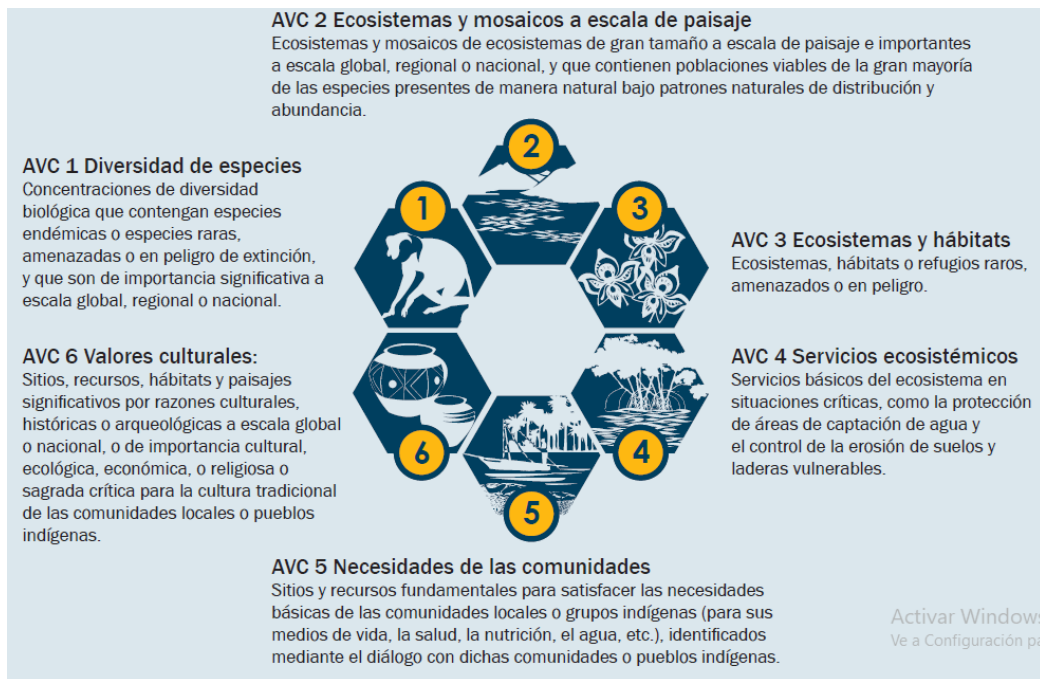 AVC 2 Ecosistemas y mosaicos a escala de paisaje
Ecosistemas y mosaicos de ecosistemas de gran tamaño a escala de paisaje e importantes
a escala global, regional o nacional, y que contienen poblaciones viables de la gran mayoría
de las especies presentes de manera natural bajo patrones naturales de distribución y
abundancia.
2
AVC 1 Diversidad de especies
Concentraciones de diversidad
biológica que contengan especies
endémicas o especies raras,
amenazadas o en peligro de extinción,
y que son de importancia significativa a
escala global, regional o nacional.
1
3
AVC 3 Ecosistemas y hábitats
Ecosistemas, hábitats o refugios raros,
amenazados o en peligro.
AVC 6 Valores culturales:
Sitios, recursos, hábitats y paisajes
significativos por razones culturales,
históricas o arqueológicas a escala global
o nacional, o de importancia cultural,
ecológica, económica, o religiosa o
sagrada crítica para la cultura tradicional
de las comunidades locales o pueblos
indígenas.
6
4
AVC 4 Servicios ecosistémicos
Servicios básicos del ecosistema en
situaciones críticas, como la protección
de áreas de captación de agua y
el control de la erosión de suelos y
laderas vulnerables.
5
AVC 5 Necesidades de las comunidades
Sitios y recursos fundamentales para satisfacer las necesidades
básicas de las comunidades locales o grupos indígenas (para sus
medios de vida, la salud, la nutrición, el agua, etc.), identificados
mediante el diálogo con dichas comunidades o pueblos indígenas.
Activar Windows
Ve a Configuración pa